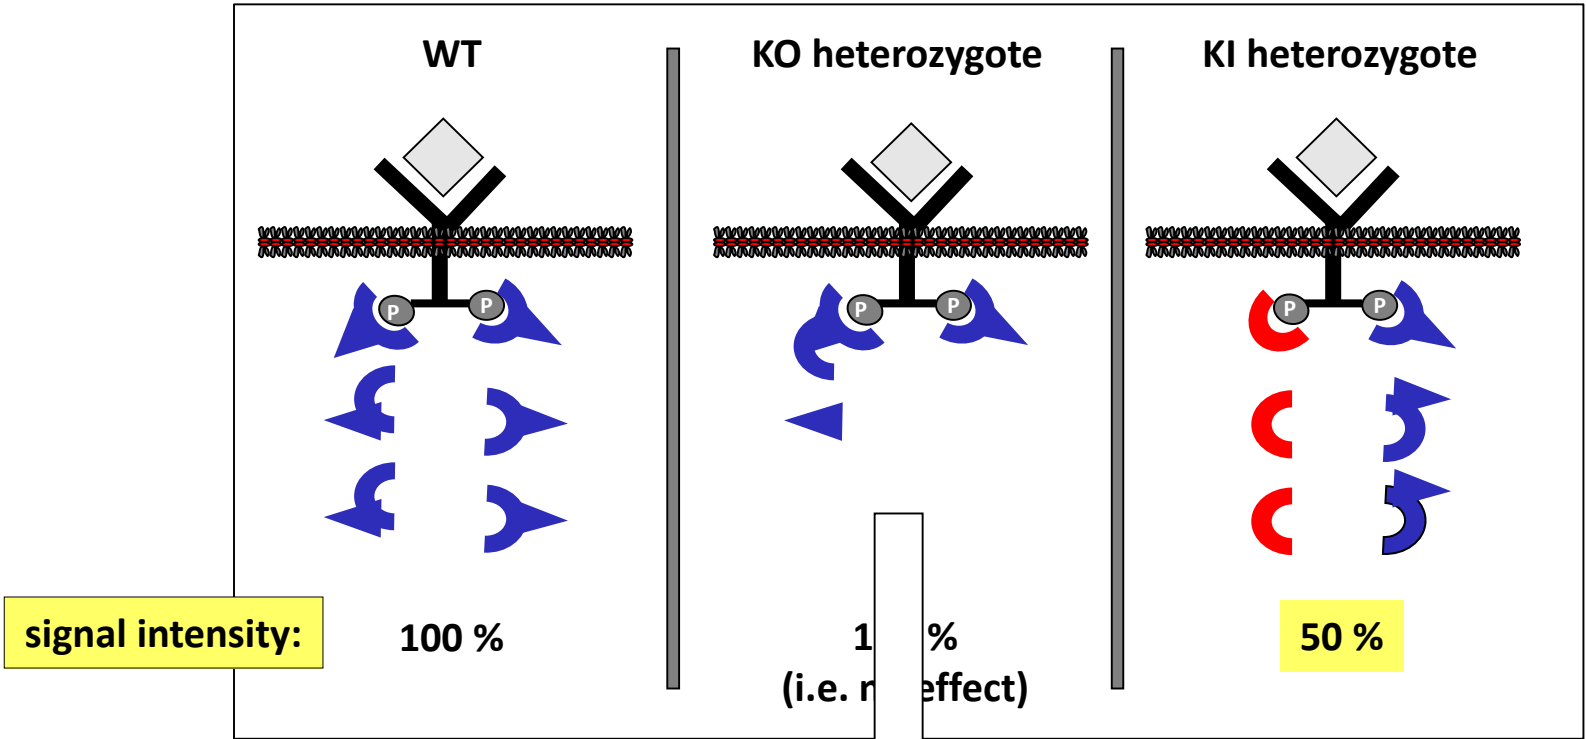 WT
KO heterozygote
KI heterozygote
P
P
P
P
P
P
signal intensity:
100 %
1 %
50 %
(i.e. n effect)